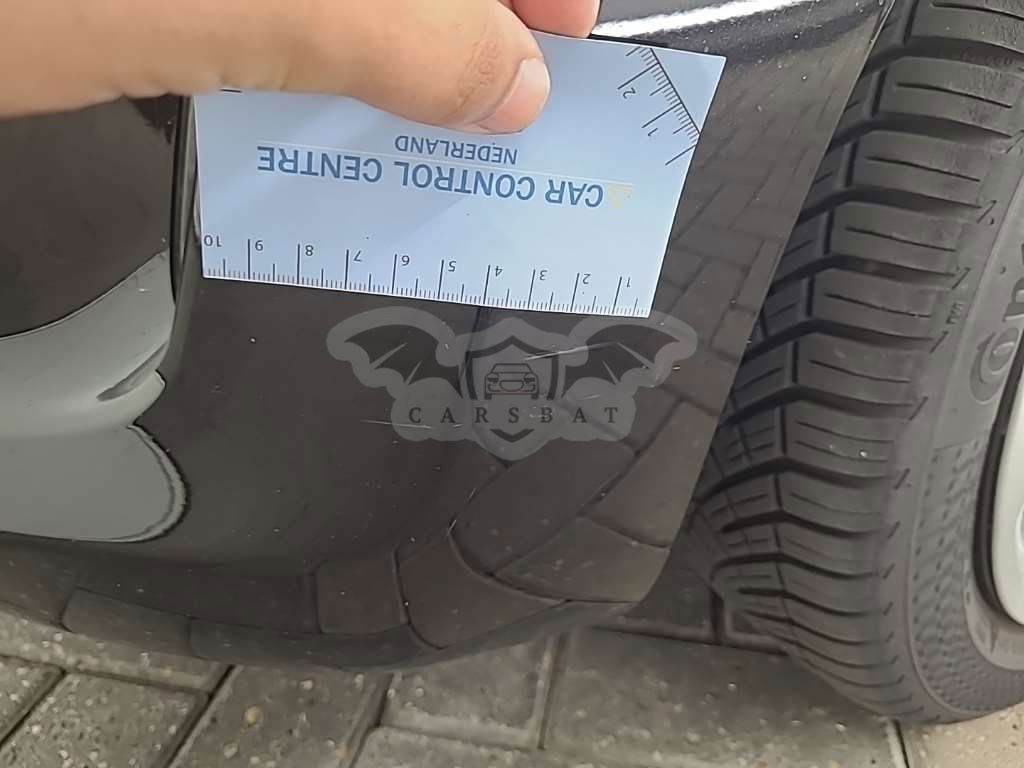 CAR CONTROL CENTRE
NEDERLAND
1 2 3 4 5 6 7 8 9 10
1 2
CARSBAT